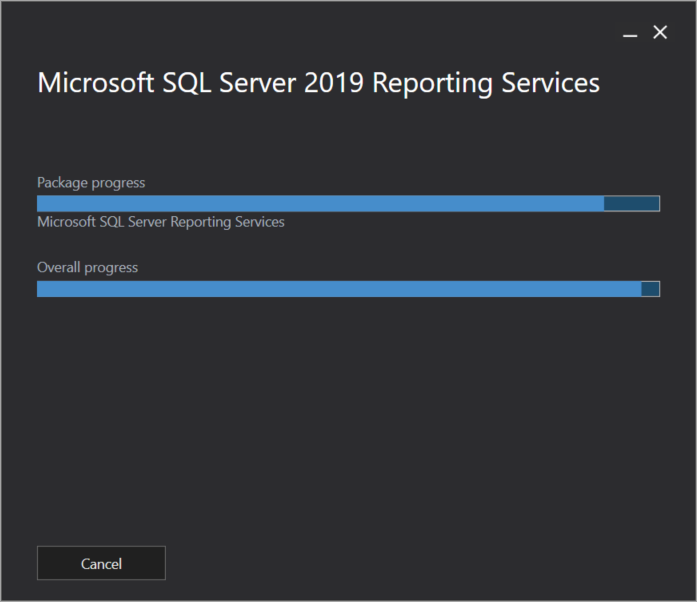 Microsoft SQL Server 2019 Reporting Services
Package progress
Microsoft SQL Server Reporting Services
Overall progress
Cancel